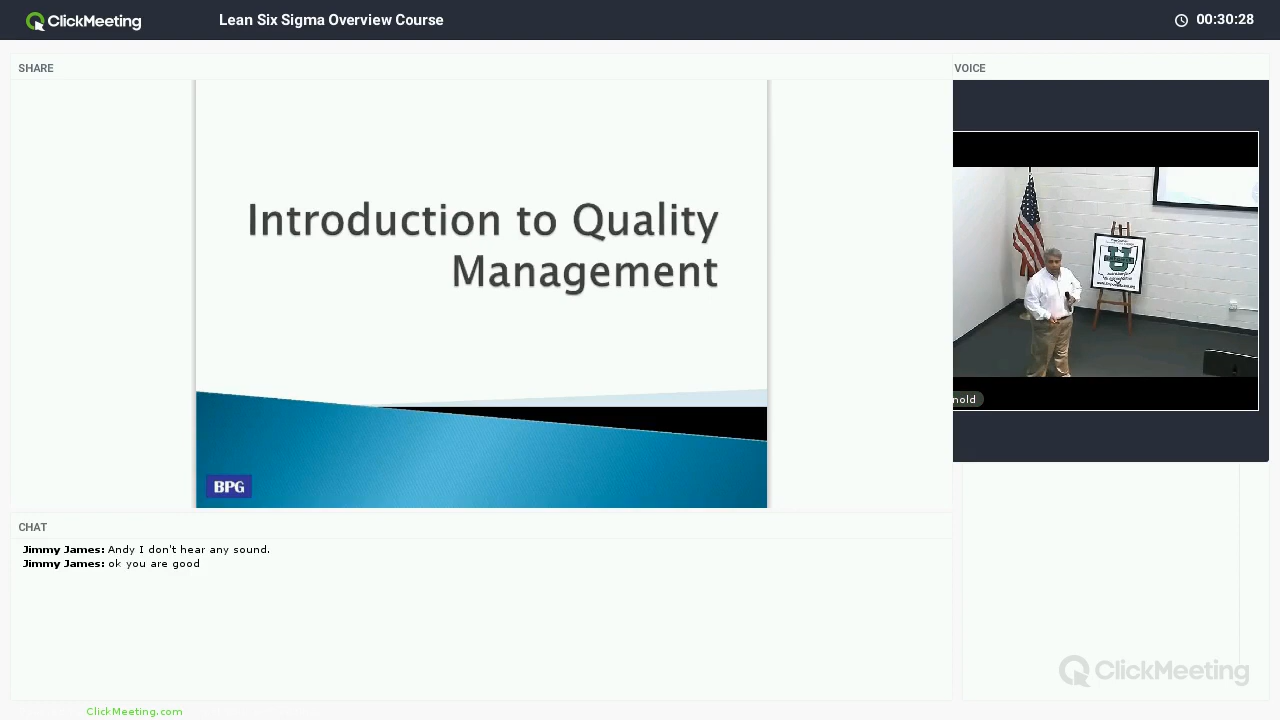 ClickMeeting
Lean Six Sigma Overview Course
00:30:28
SHARE
VOICE
Introduction to Quality
Management
BPG
nold
CHAT
Jimmy James: Andy I don't hear any sound.
Jimmy James: ok you are good
ClickMeeting
ClickMeeting.com